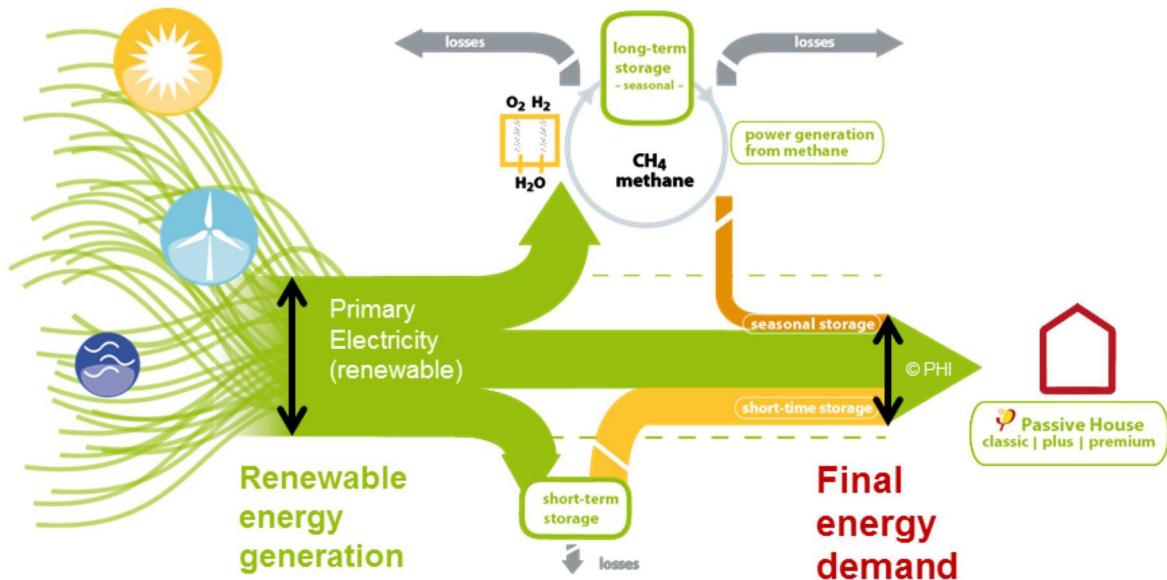 losses
long-term
storage
– seasonal –
losses
O₂ H₂
H₂O
CH₄
methane
power generation
from methane
Primary
Electricity
(renewable)
seasonal storage
© PHI
short-time storage
Passive House
classic | plus | premium
Renewable
energy
generation
short-term
storage
losses
Final
energy
demand